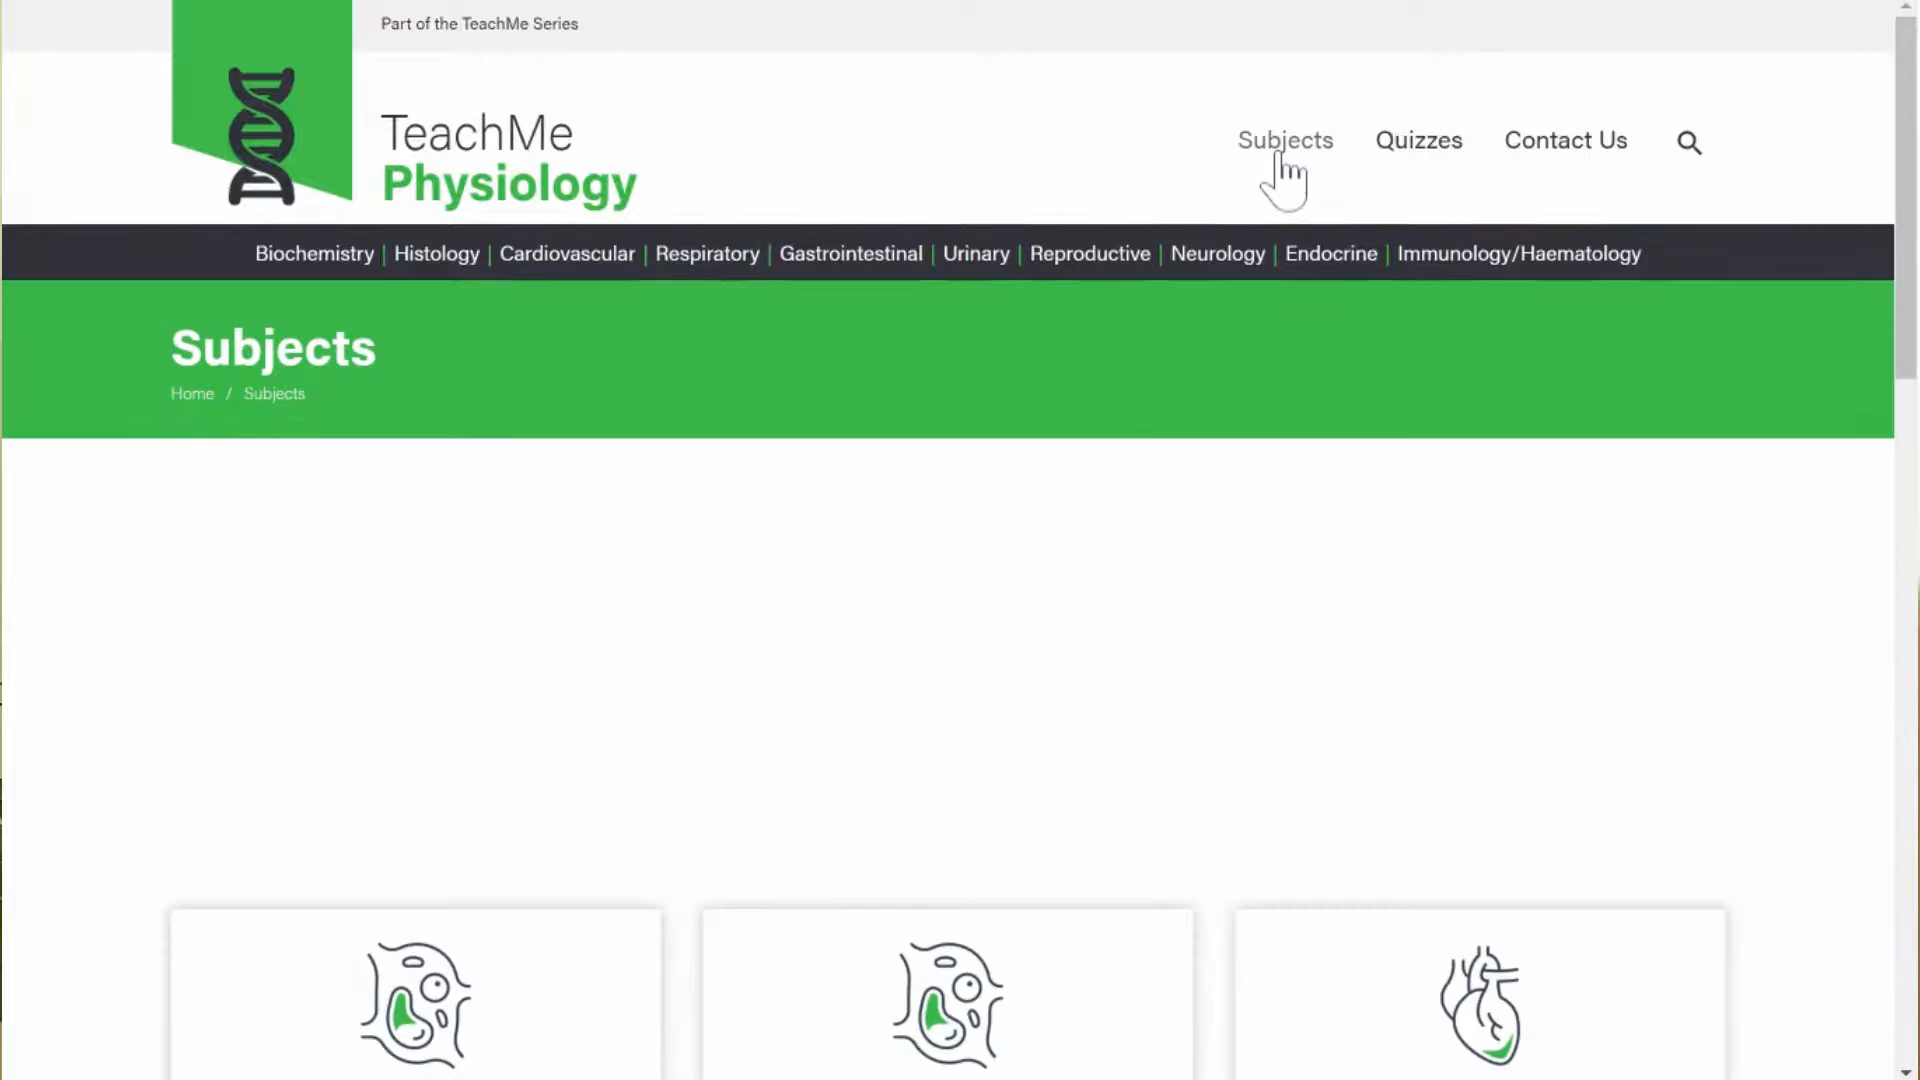 Part of the TeachMe Series
TeachMe
Physiology
Subjects
Quizzes
Contact Us
Biochemistry | Histology | Cardiovascular | Respiratory | Gastrointestinal | Urinary | Reproductive | Neurology | Endocrine | Immunology/Haematology
Subjects
Home / Subjects